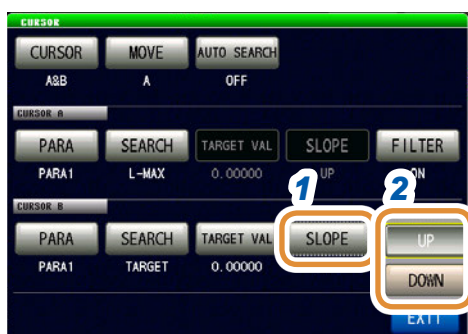 CURSOR
CURSOR MOVE AUTO SEARCH
A&B A OFF
CURSOR A
PARA SEARCH TARGET VAL SLOPE FILTER
PARA1 L-MAX 0.00000 UP ON
1 2
CURSOR B
PARA SEARCH TARGET VAL SLOPE UP
PARA1 TARGET 0.00000
DOWN
EXIT